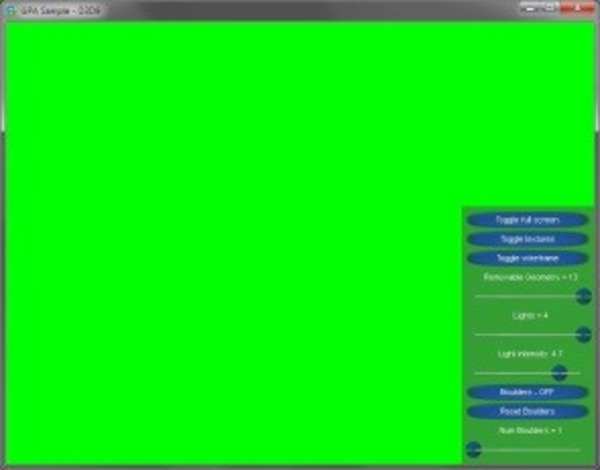 GPA Sample - D3D9
Toggle full screen
Toggle textures
Toggle wireframe
Removable Geometry = 13
Lights = 4
Light intensity: 4.7
Boulders - OFF
Reset Boulders
Num Boulders = 1